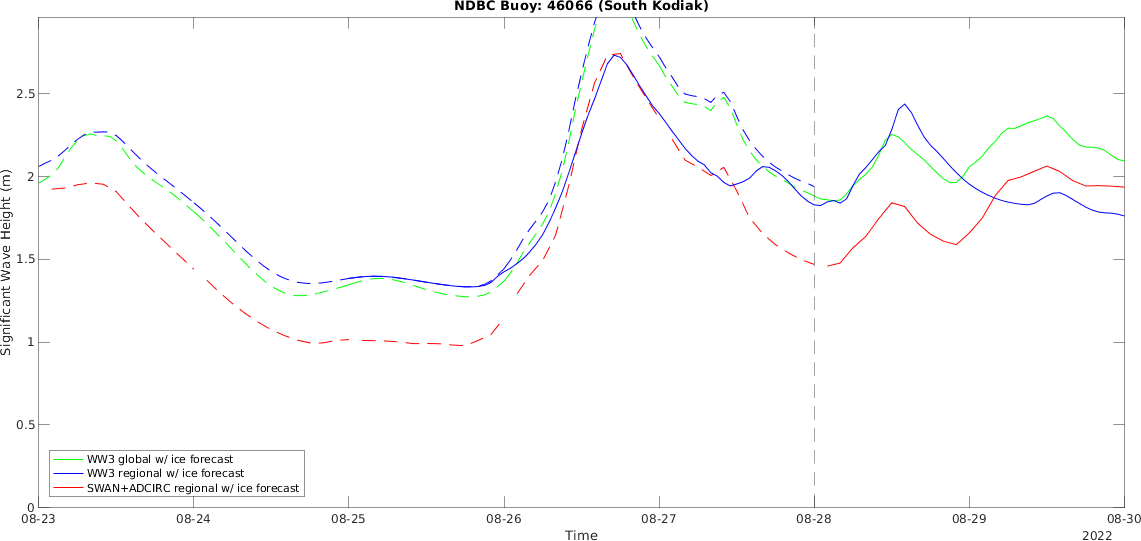 NDBC Buoy: 46066 (South Kodiak)
Significant Wave Height (m)
2.5
2
1.5
1
0.5
0
WW3 global w/ ice forecast
WW3 regional w/ ice forecast
SWAN+ADCIRC regional w/ ice forecast
08-23 08-24 08-25 08-26 08-27 08-28 08-29 08-30
Time
2022